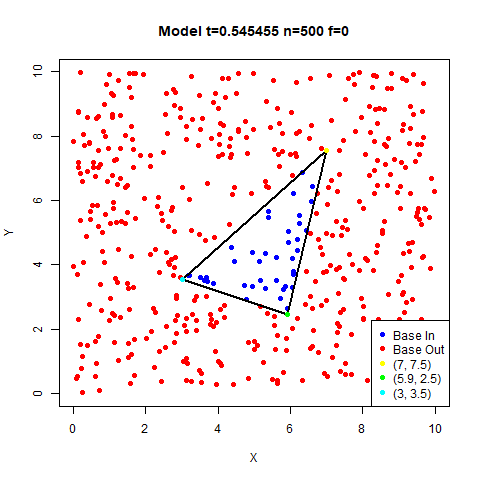 Model t=0.545455 n=500 f=0
Y
10
8
6
4
2
0
Base In
Base Out
(7, 7.5)
(5.9, 2.5)
(3, 3.5)
0 2 4 6 8 10
X